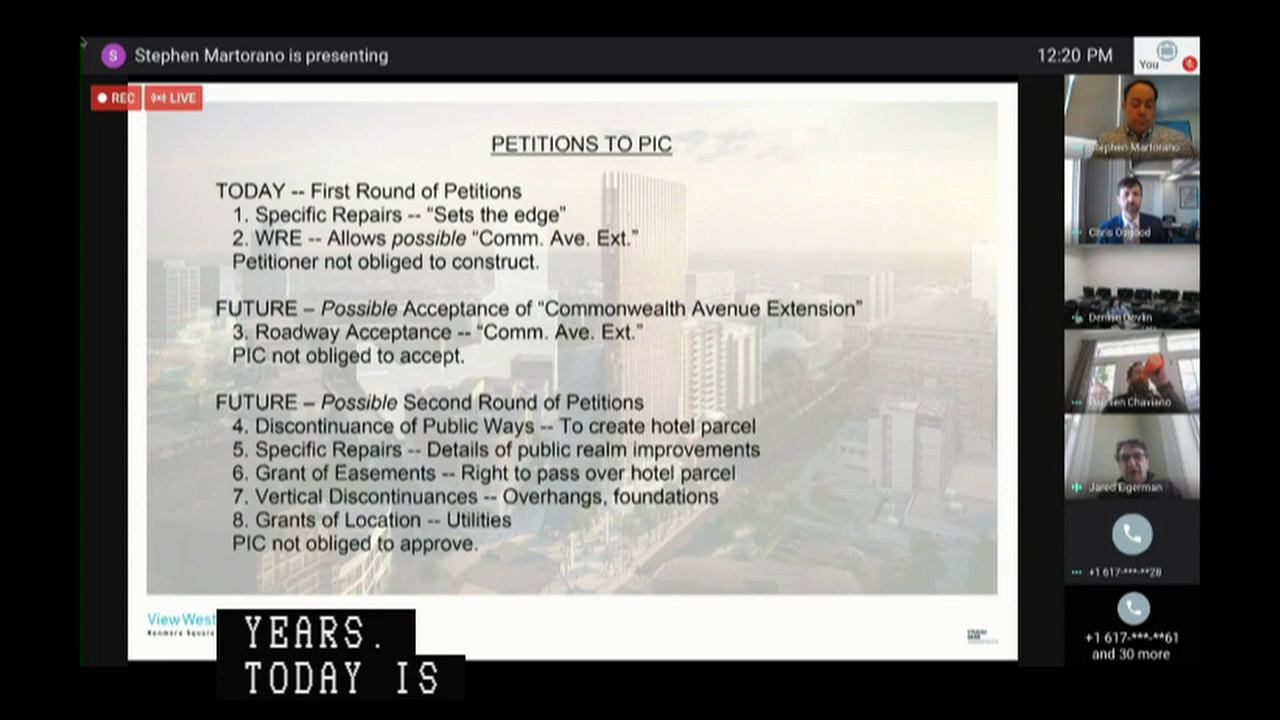 S Stephen Martorano is presenting
12:20 PM
You
REC
LIVE
PETITIONS TO PIC
TODAY -- First Round of Petitions
1. Specific Repairs -- “Sets the edge”
2. WRE -- Allows possible “Comm. Ave. Ext.”
Petitioner not obliged to construct.
FUTURE – Possible Acceptance of “Commonwealth Avenue Extension”
3. Roadway Acceptance -- “Comm. Ave. Ext.”
PIC not obliged to accept.
FUTURE – Possible Second Round of Petitions
4. Discontinuance of Public Ways -- To create hotel parcel
5. Specific Repairs -- Details of public realm improvements
6. Grant of Easements -- Right to pass over hotel parcel
7. Vertical Discontinuances -- Overhangs, foundations
8. Grants of Location -- Utilities
PIC not obliged to approve.
View West
Kenmore Square
YEARS.
TODAY IS
Stephen Martorano
Chris Osgood
Denise Devlin
Chaviano
Jared Eigerman
+1 617-***-**28
+1 617-***-**61
and 30 more